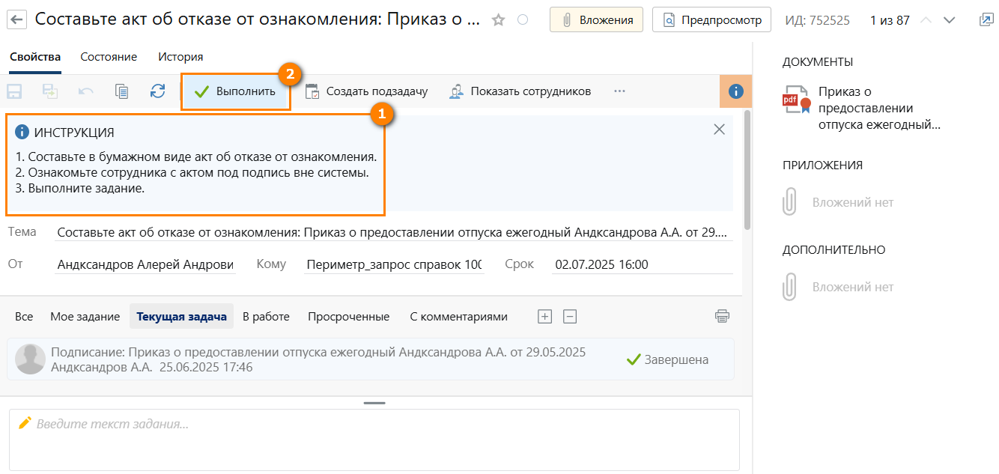 Составьте акт об отказе от ознакомления: Приказ о ...
Вложения
Предпросмотр
ИД: 752525
1 из 87
Свойства
Состояние
История
Выполнить
2
Создать подзадачу
Показать сотрудников
...
1
ИНСТРУКЦИЯ
1. Составьте в бумажном виде акт об отказе от ознакомления.
2. Ознакомьте сотрудника с актом под подпись вне системы.
3. Выполните задание.
Тема
Составьте акт об отказе от ознакомления: Приказ о предоставлении отпуска ежегодный Андксандрова А.А. от 29....
От
Андксандров Алерей Андрови
Кому
Периметр_запрос справок 100
Срок
02.07.2025 16:00
Все
Мое задание
Текущая задача
В работе
Просроченные
С комментариями
Подписание: Приказ о предоставлении отпуска ежегодный Андксандрова А.А. от 29.05.2025
Андксандров А.А. 25.06.2025 17:46
Завершена
Введите текст задания...
ДОКУМЕНТЫ
pdf
Приказ о
предоставлении
отпуска ежегодный...
ПРИЛОЖЕНИЯ
Вложений нет
ДОПОЛНИТЕЛЬНО
Вложений нет